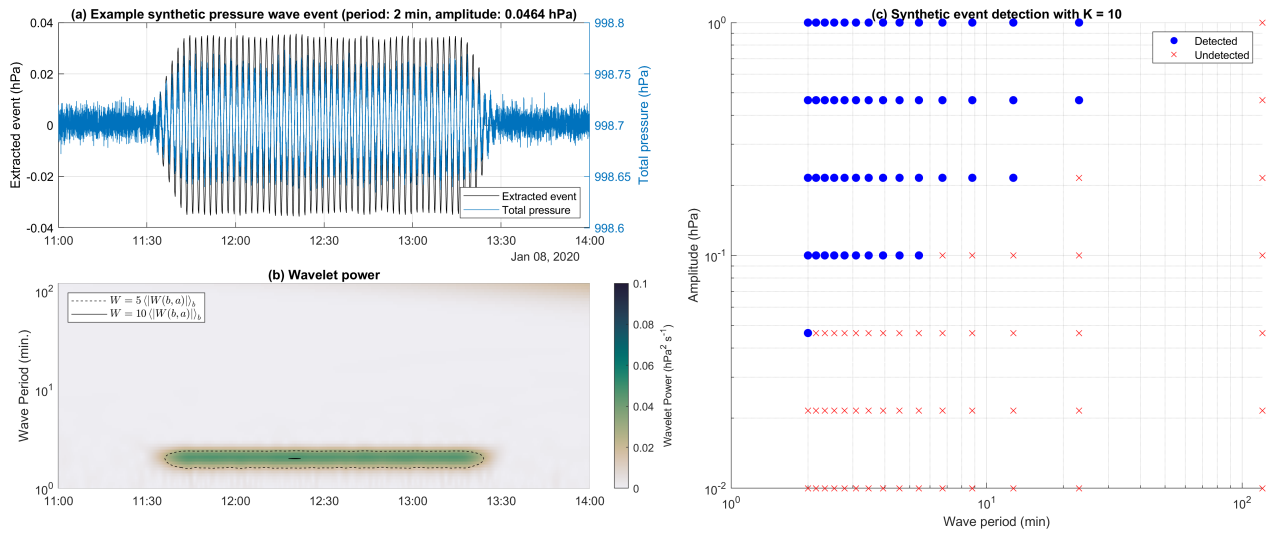 (a) Example synthetic pressure wave event (period: 2 min, amplitude: 0.0464 hPa)
Extracted event (hPa)
0.04
0.02
0
-0.02
-0.04
998.8
998.75
998.7
998.65
998.6
Total pressure (hPa)
Extracted event
Total pressure
11:00 11:30 12:00 12:30 13:00 13:30 14:00
Jan 08, 2020
(b) Wavelet power
Wave Period (min.)
10²
10¹
10⁰
W = 5 ⟨|W(b, a)|⟩_b
W = 10 ⟨|W(b, a)|⟩_b
11:00 11:30 12:00 12:30 13:00 13:30 14:00
0.1
0.08
0.06
0.04
0.02
0
Wavelet Power (hPa² s⁻¹)
(c) Synthetic event detection with K = 10
Amplitude (hPa)
10⁰
10⁻¹
10⁻²
Detected
Undetected
10⁰ 10¹ 10²
Wave period (min)